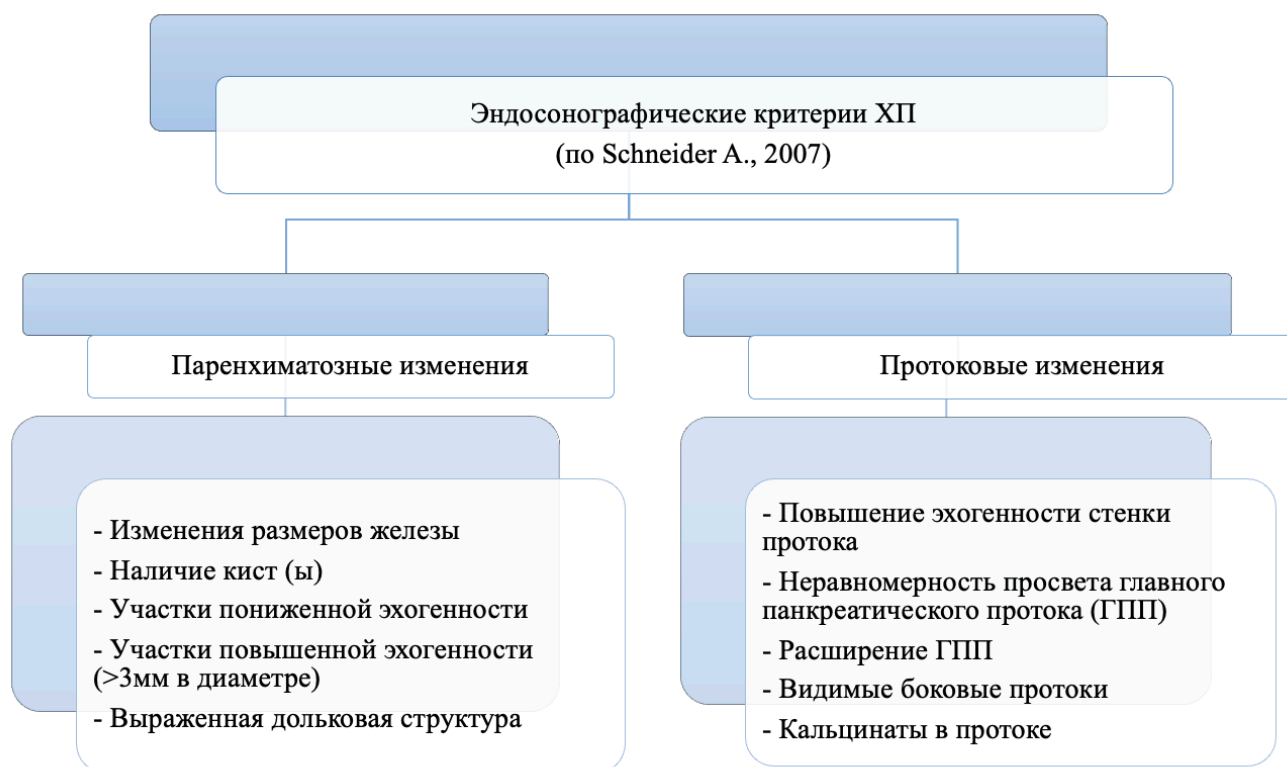 Эндосонографические критерии ХП
(по Schneider A., 2007)
Паренхиматозные изменения
- Изменения размеров железы
- Наличие кист (ы)
- Участки пониженной эхогенности
- Участки повышенной эхогенности
(>3мм в диаметре)
- Выраженная дольковая структура
Протоковые изменения
- Повышение эхогенности стенки
протока
- Неравномерность просвета главного
панкреатического протока (ГПП)
- Расширение ГПП
- Видимые боковые протоки
- Кальцинаты в протоке